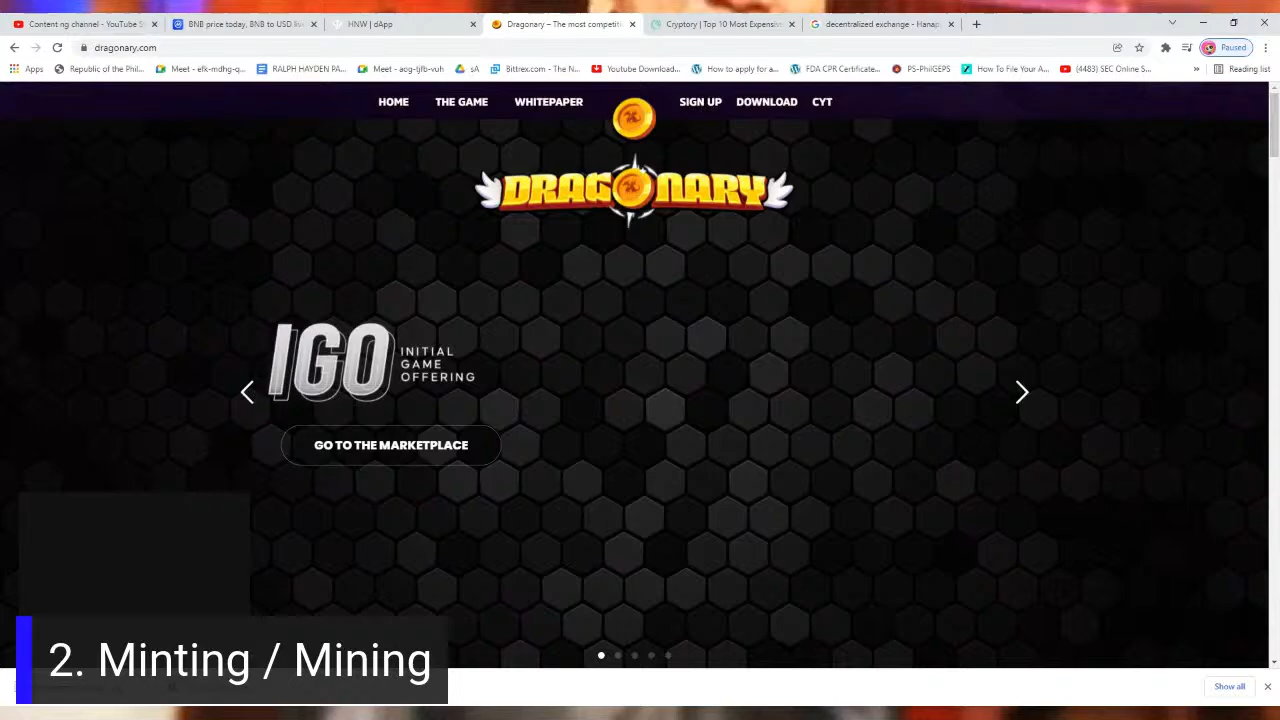 Content ng channel - YouTube S
BNB price today, BNB to USD live
HNW | dApp
Dragonary – The most competiti
Cryptory | Top 10 Most Expensive
decentralized exchange - Hanap
dragonary.com
Paused
Apps
Republic of the Phil...
Meet - efk-mdhg-q...
RALPH HAYDEN PA...
Meet - aog-tjfb-vuh
sA
Bittrex.com - The N...
Youtube Download...
How to apply for a...
FDA CPR Certificate...
PS-PhilGEPS
How To File Your A...
(4483) SEC Online S...
»
Reading list
HOME
THE GAME
WHITEPAPER
SIGN UP
DOWNLOAD
CYT
DRAGONARY
IGO
INITIAL
GAME
OFFERING
GO TO THE MARKETPLACE
2. Minting / Mining
Show all